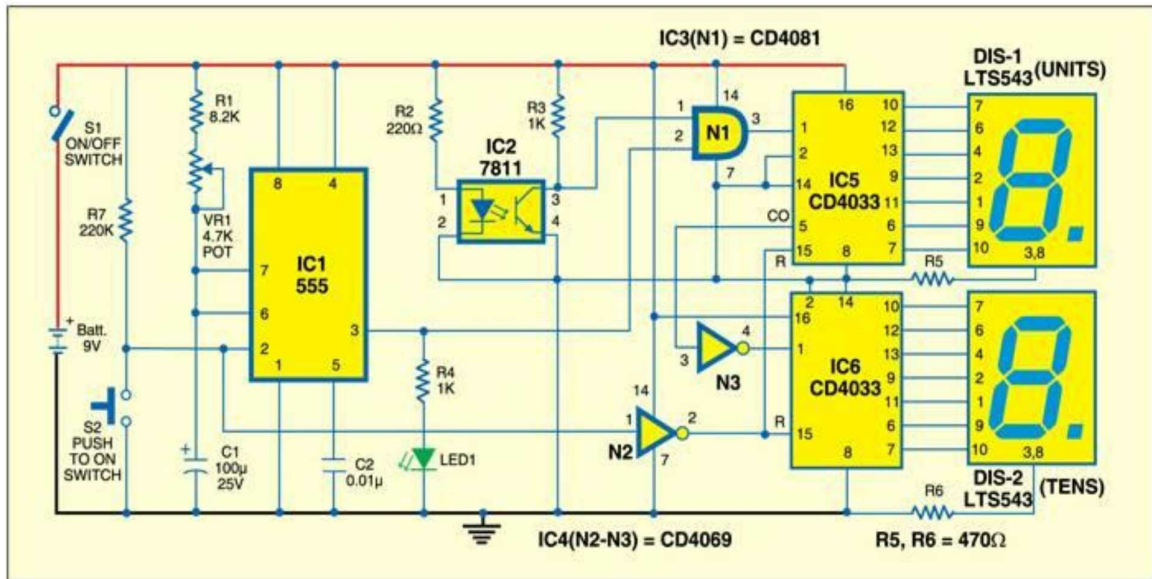 IC3(N1) = CD4081
DIS-1
LTS543
(UNITS)
S1
ON/OFF
SWITCH
R1
8.2K
R2
220Ω
R3
1K
IC2
7811
1
2
3
4
1
2
14
N1
3
7
16
1
2
14
CO
5
15
R
8
IC5
CD4033
10
12
13
9
11
6
7
7
6
4
2
1
9
10
3,8
R5
R7
220K
VR1
4.7K
POT
8
4
7
6
2
3
1
5
IC1
555
+
Batt.
9V
S2
PUSH
TO ON
SWITCH
+
C1
100µ
25V
C2
0.01µ
R4
1K
LED1
3
4
N3
14
1
2
N2
7
2
14
16
1
R
15
8
IC6
CD4033
10
12
13
9
11
6
7
7
6
4
2
1
9
10
3,8
DIS-2
LTS543
(TENS)
R6
IC4(N2-N3) = CD4069
R5, R6 = 470Ω